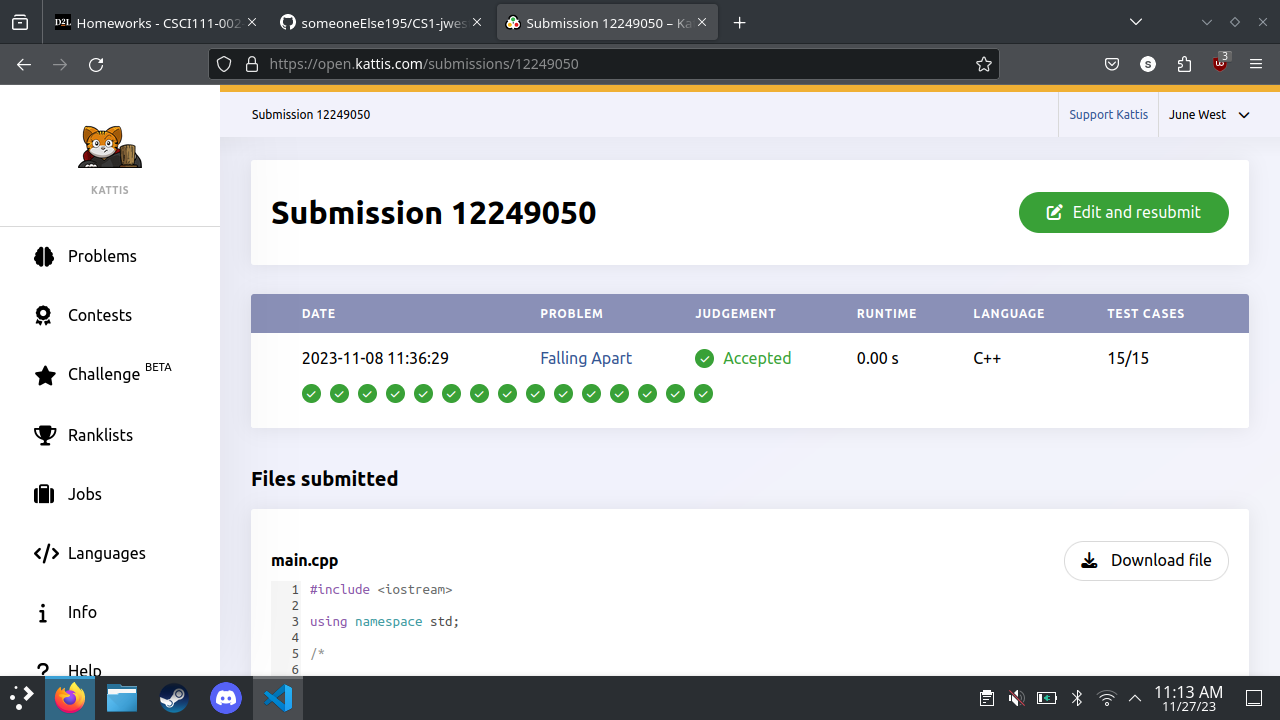 Homeworks - CSCI111-002
someoneElse195/CS1-jwes
Submission 12249050 – Ka
https://open.kattis.com/submissions/12249050
S
3
Submission 12249050
Support Kattis
June West
KATTIS
Submission 12249050
Edit and resubmit
Problems
Contests
Challenge BETA
Ranklists
Jobs
Languages
Info
Help
DATE PROBLEM JUDGEMENT RUNTIME LANGUAGE TEST CASES
2023-11-08 11:36:29 Falling Apart Accepted 0.00 s C++ 15/15
Files submitted
main.cpp
Download file
1 #include <iostream>
2
3 using namespace std;
4
5 /*
6
11:13 AM
11/27/23